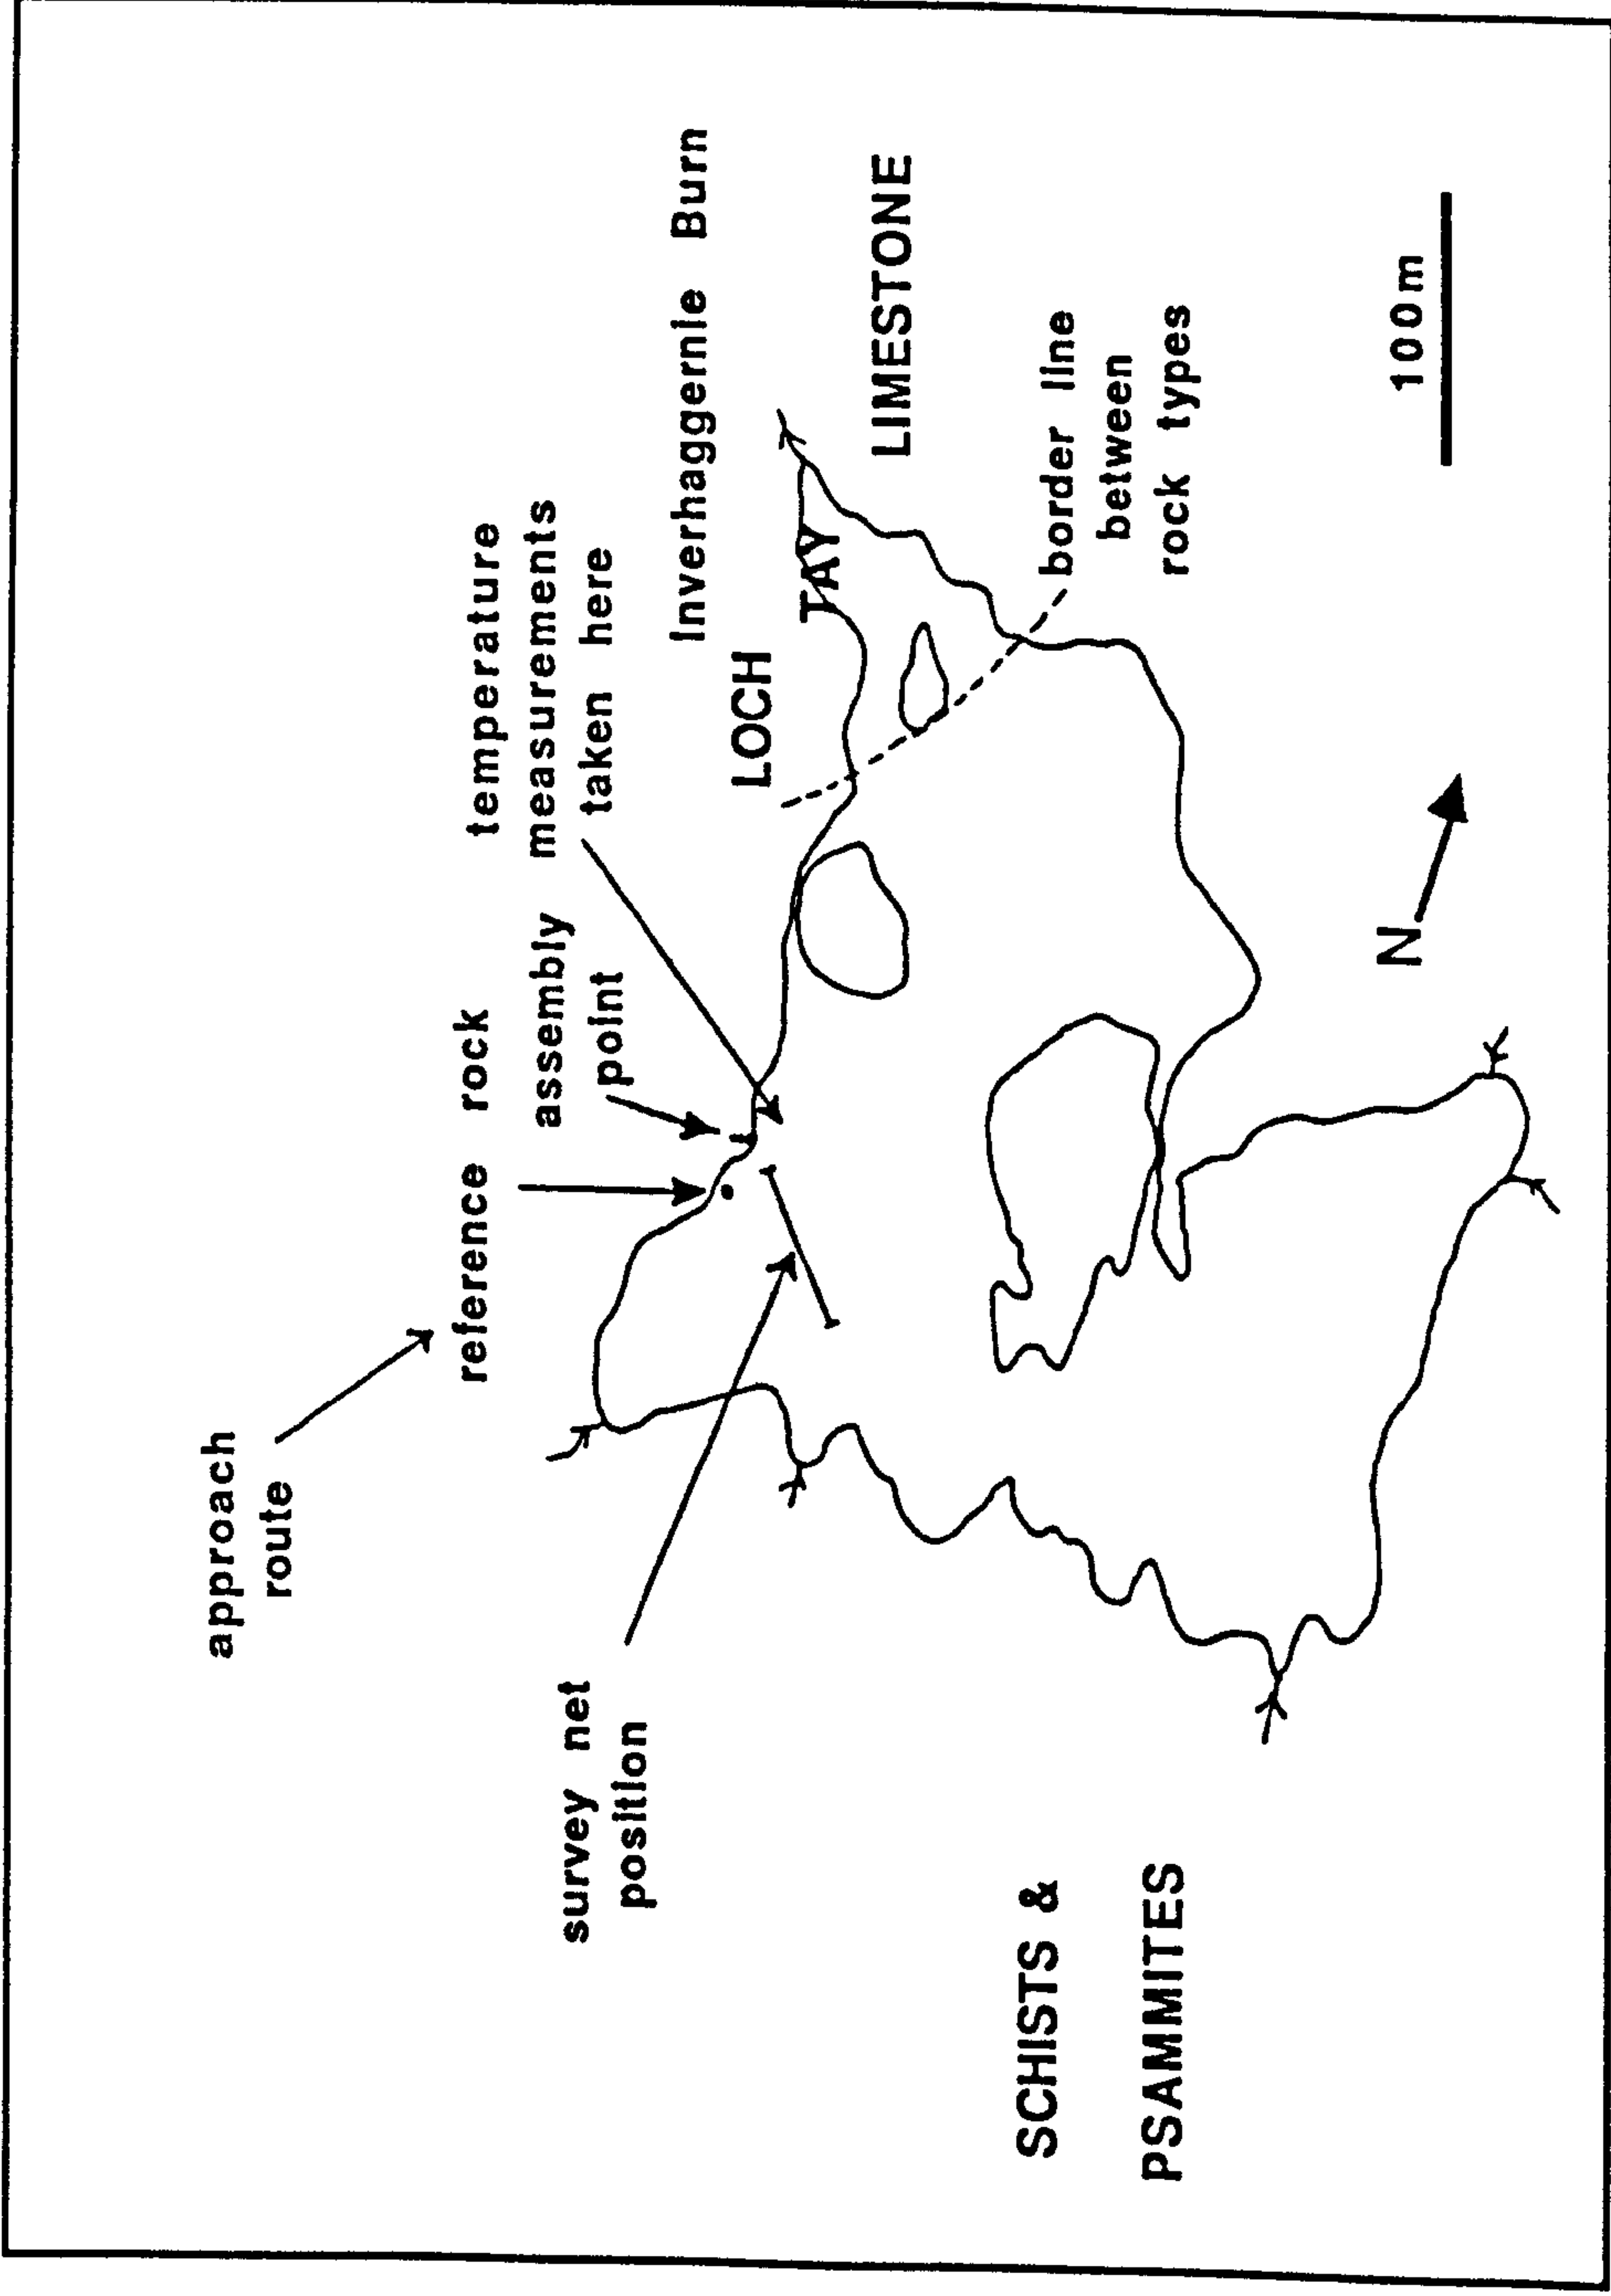 approach
route
reference rock
assembly
point
temperature
measurements
taken here
survey net
position
Inverhaggernie Burn
LOCH
TAY
LIMESTONE
border line
between
rock types
SCHISTS &
PSAMMITES
N
100m